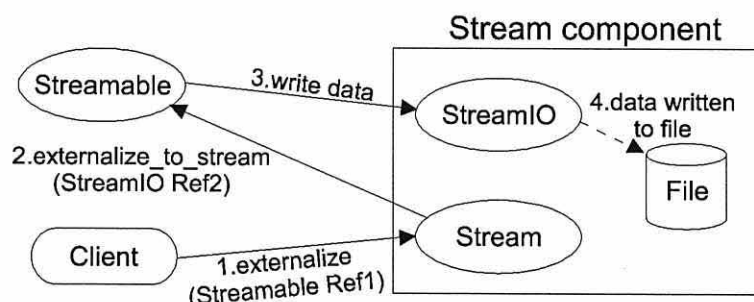 Stream component
Streamable
3.write data
StreamIO
4.data written
to file
2.externalize_to_stream
(StreamIO Ref2)
File
Stream
Client
1.externalize
(Streamable Ref1)